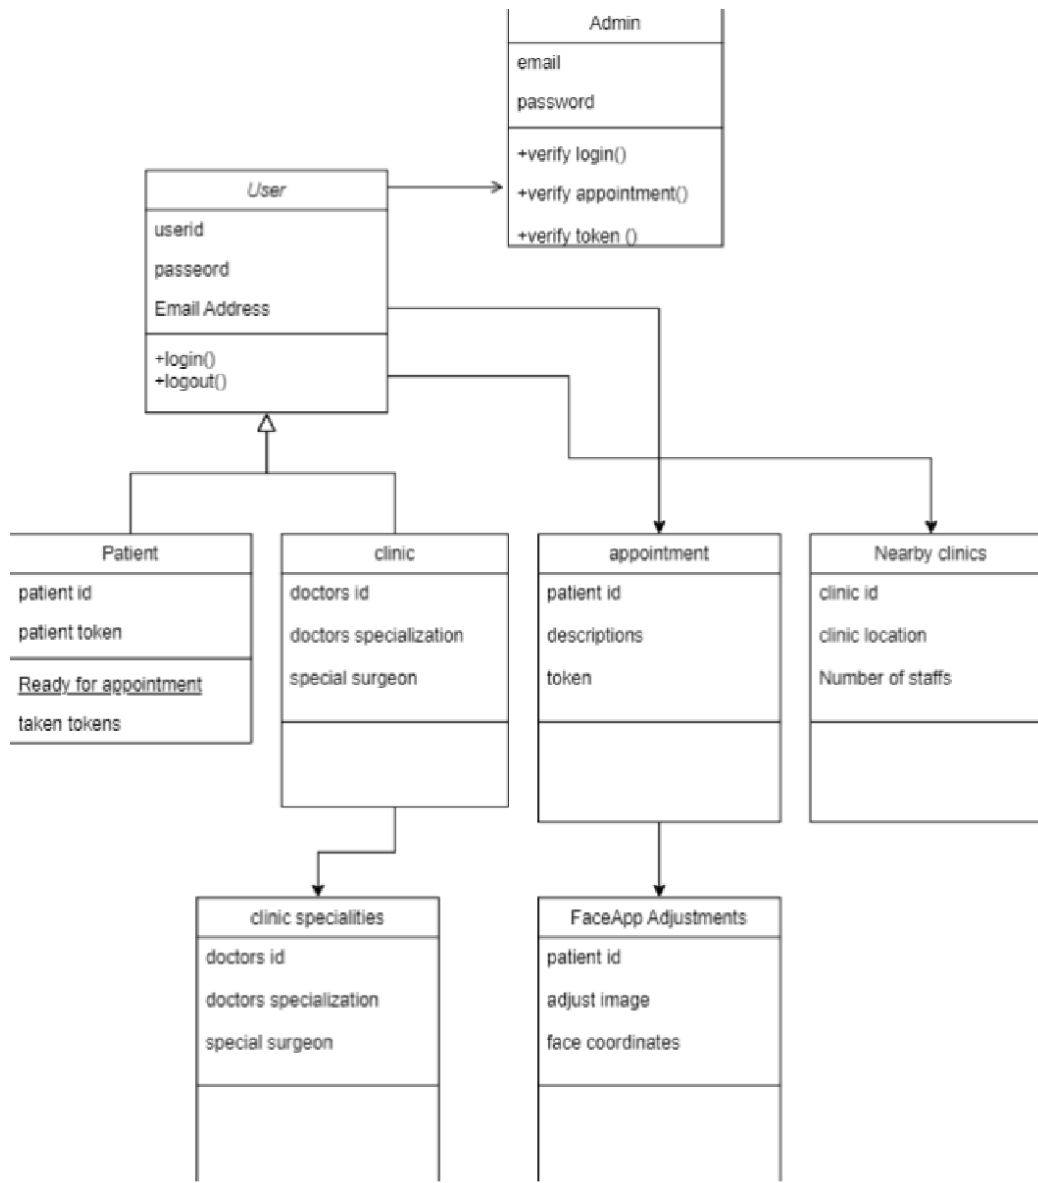 Admin
email
password
+verify login()
+verify appointment()
+verify token ()
User
userid
passeord
Email Address
+login()
+logout()
Patient
patient id
patient token
Ready for appointment
taken tokens
clinic
doctors id
doctors specialization
special surgeon
appointment
patient id
descriptions
token
Nearby clinics
clinic id
clinic location
Number of staffs
clinic specialities
doctors id
doctors specialization
special surgeon
FaceApp Adjustments
patient id
adjust image
face coordinates